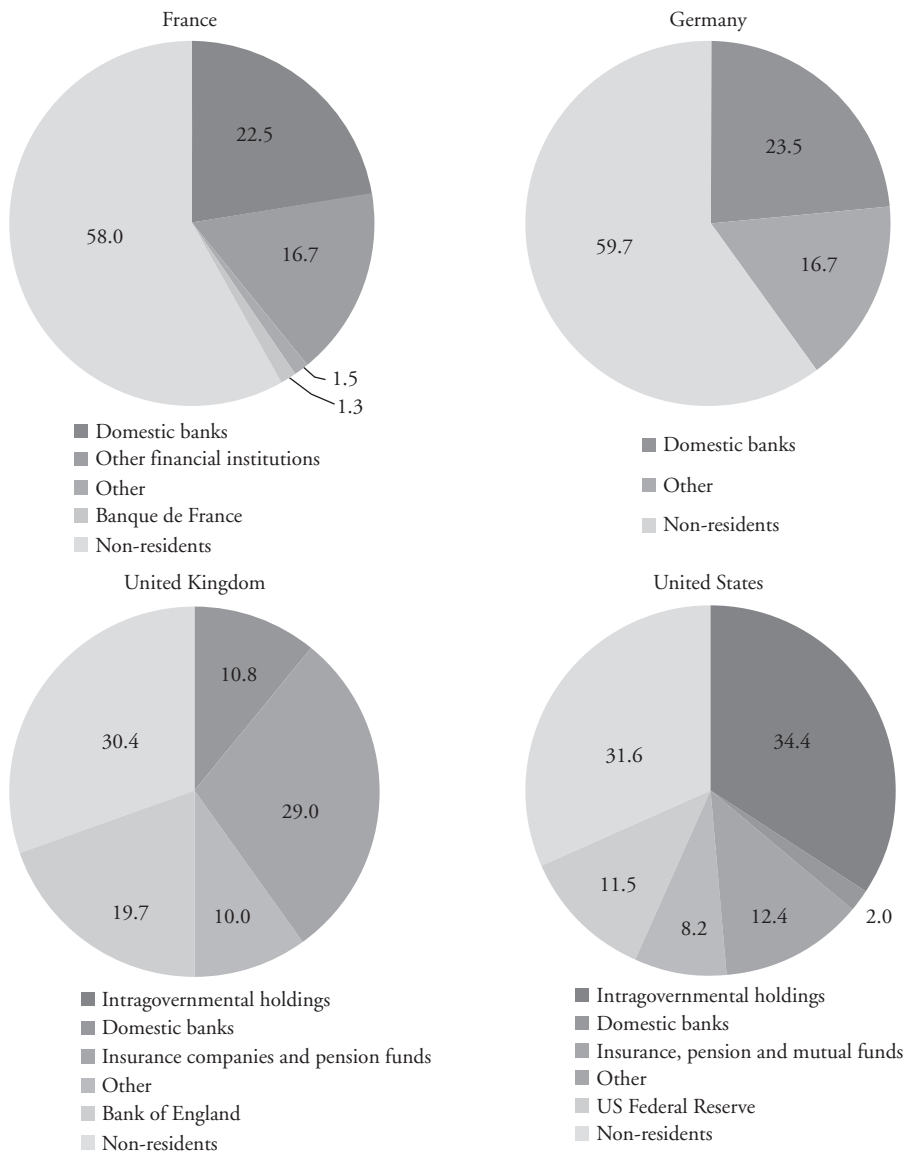 France
22.5
58.0
16.7
1.5
1.3
Domestic banks
Other financial institutions
Other
Banque de France
Non-residents
Germany
23.5
59.7
16.7
Domestic banks
Other
Non-residents
United Kingdom
10.8
30.4
29.0
19.7
10.0
Intragovernmental holdings
Domestic banks
Insurance companies and pension funds
Other
Bank of England
Non-residents
United States
34.4
31.6
11.5
8.2
12.4
2.0
Intragovernmental holdings
Domestic banks
Insurance, pension and mutual funds
Other
US Federal Reserve
Non-residents